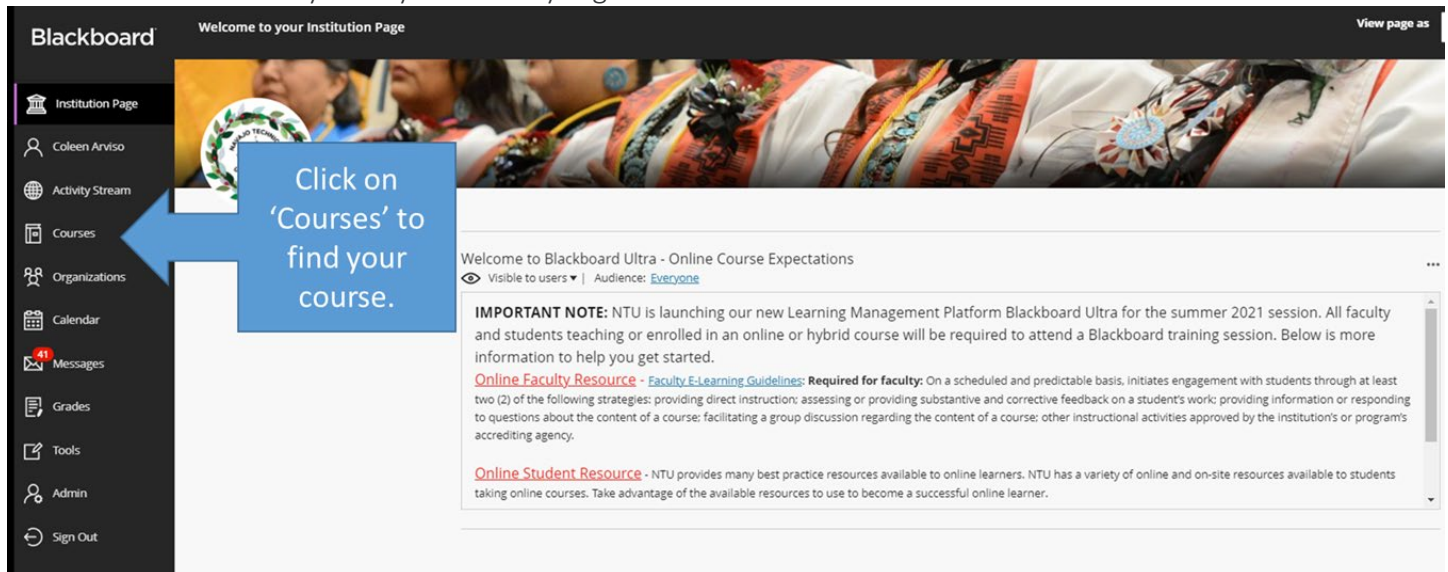 Blackboard
Welcome to your Institution Page
View page as
Institution Page
Coleen Arviso
Activity Stream
Courses
Organizations
Calendar
41
Messages
Grades
Tools
Admin
Sign Out
NAVAJO TECHNIC
Click on
‘Courses’ to
find your
course.
Welcome to Blackboard Ultra - Online Course Expectations
Visible to users | Audience: Everyone
IMPORTANT NOTE: NTU is launching our new Learning Management Platform Blackboard Ultra for the summer 2021 session. All faculty
and students teaching or enrolled in an online or hybrid course will be required to attend a Blackboard training session. Below is more
information to help you get started.
Online Faculty Resource - Faculty E-Learning Guidelines: Required for faculty: On a scheduled and predictable basis, initiates engagement with students through at least
two (2) of the following strategies: providing direct instruction; assessing or providing substantive and corrective feedback on a student's work; providing information or responding
to questions about the content of a course; facilitating a group discussion regarding the content of a course; other instructional activities approved by the institution's or program's
accrediting agency.
Online Student Resource - NTU provides many best practice resources available to online learners. NTU has a variety of online and on-site resources available to students
taking online courses. Take advantage of the available resources to use to become a successful online learner.